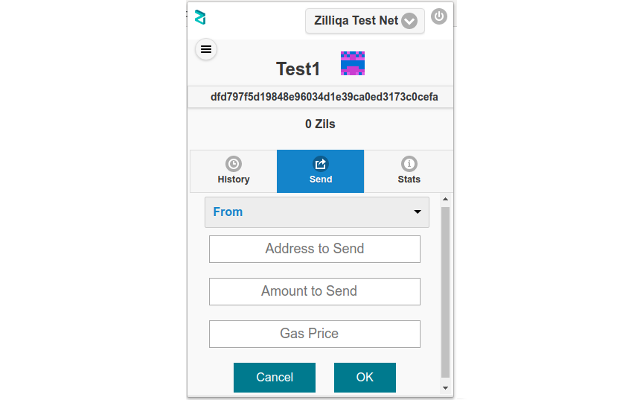 Zilliqa Test Net
Test1
dfd797f5d19848e96034d1e39ca0ed3173c0cefa
0 Zils
History
Send
Stats
From
Address to Send
Amount to Send
Gas Price
Cancel
OK